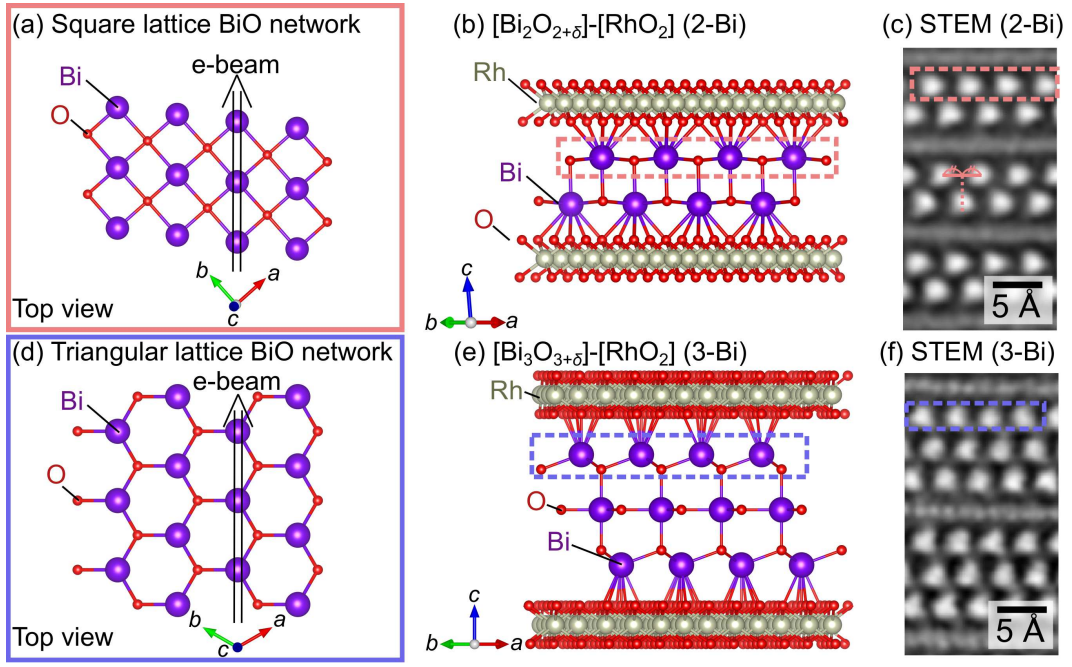 (a) Square lattice BiO network
e-beam
Bi
O
b
a
c
Top view
(b) [Bi₂O₂₊δ]-[RhO₂] (2-Bi)
Rh
Bi
O
c
b
a
(c) STEM (2-Bi)
5 Å
(d) Triangular lattice BiO network
e-beam
Bi
O
b
a
c
Top view
(e) [Bi₃O₃₊δ]-[RhO₂] (3-Bi)
Rh
O
Bi
c
b
a
(f) STEM (3-Bi)
5 Å